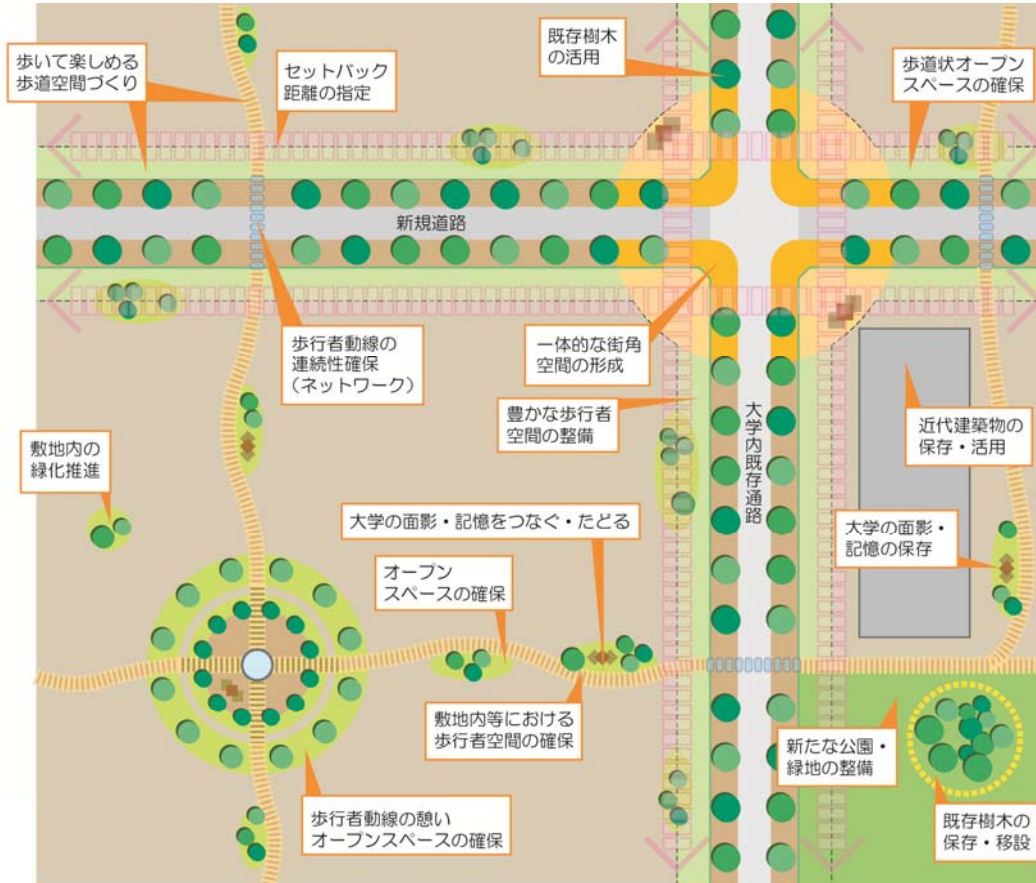 歩いて楽しめる
歩道空間づくり
セットバック
距離の指定
既存樹木
の活用
歩道状オープン
スペースの確保
新規道路
歩行者動線の
連続性確保
(ネットワーク)
一体的な街角
空間の形成
豊かな歩行者
空間の整備
大学内既存通路
近代建築物の
保存・活用
敷地内の
緑化推進
大学の面影・記憶をつなぐ・たどる
大学の面影・
記憶の保存
オープン
スペースの確保
敷地内等における
歩行者空間の確保
新たな公園・
緑地の整備
歩行者動線の憩い
オープンスペースの確保
既存樹木の
保存・移設